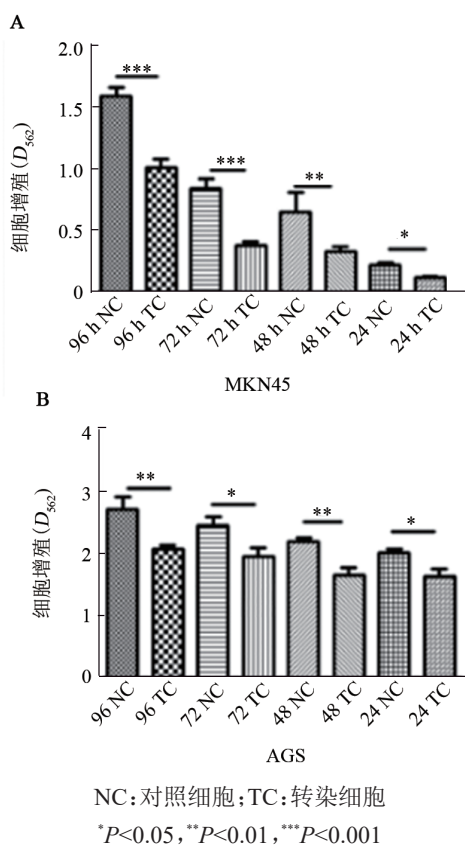 A
细胞增殖(D562)
2.0
1.5
1.0
0.5
0
***
***
**
*
96 h NC
96 h TC
72 h NC
72 h TC
48 h NC
48 h TC
24 NC
24 h TC
MKN45
B
细胞增殖(D562)
4
3
2
1
0
**
*
**
*
96 NC
96 TC
72 NC
72 TC
48 NC
48 TC
24 NC
24 TC
AGS
NC:对照细胞;TC:转染细胞
*P<0.05,**P<0.01,***P<0.001